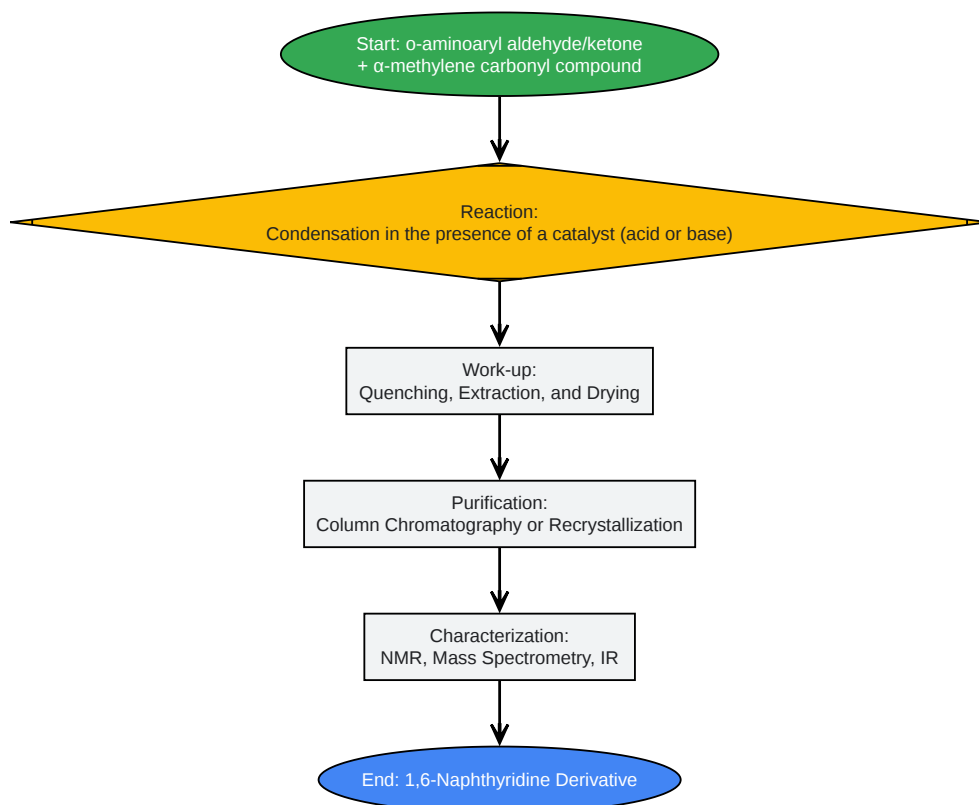 Start: o-aminoaryl aldehyde/ketone
+ α-methylene carbonyl compound
Reaction:
Condensation in the presence of a catalyst (acid or base)
Work-up:
Quenching, Extraction, and Drying
Purification:
Column Chromatography or Recrystallization
Characterization:
NMR, Mass Spectrometry, IR
End: 1,6-Naphthyridine Derivative